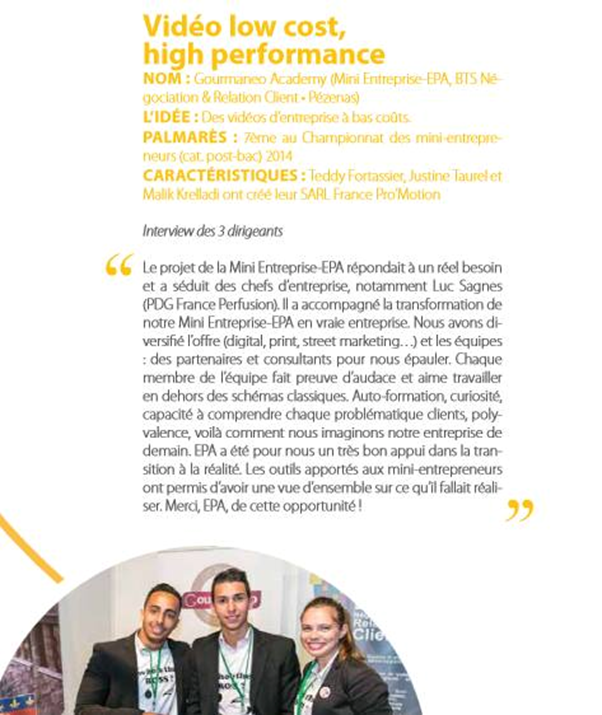 Vidéo low cost,
high performance
NOM : Gourmaneo Academy (Mini Entreprise-EPA, BTS Né-
gociation & Relation Client • Pézenas)
L'IDÉE : Des vidéos d'entreprise à bas coûts.
PALMARÈS : 7ème au Championnat des mini-entrepre-
neurs (cat. post-bac) 2014
CARACTÉRISTIQUES : Teddy Fortassier, Justine Taurel et
Malik Krelladi ont créé leur SARL France Pro'Motion
Interview des 3 dirigeants
“ Le projet de la Mini Entreprise-EPA répondait à un réel besoin
et a séduit des chefs d'entreprise, notamment Luc Sagnes
(PDG France Perfusion). Il a accompagné la transformation de
notre Mini Entreprise-EPA en vraie entreprise. Nous avons di-
versifié l'offre (digital, print, street marketing…) et les équipes
: des partenaires et consultants pour nous épauler. Chaque
membre de l'équipe fait preuve d'audace et aime travailler
en dehors des schémas classiques. Auto-formation, curiosité,
capacité à comprendre chaque problématique clients, poly-
valence, voilà comment nous imaginons notre entreprise de
demain. EPA a été pour nous un très bon appui dans la tran-
sition à la réalité. Les outils apportés aux mini-entrepreneurs
ont permis d'avoir une vue d'ensemble sur ce qu'il fallait réali-
ser. Merci, EPA, de cette opportunité ! ”
Rela
Clie
BOSS?